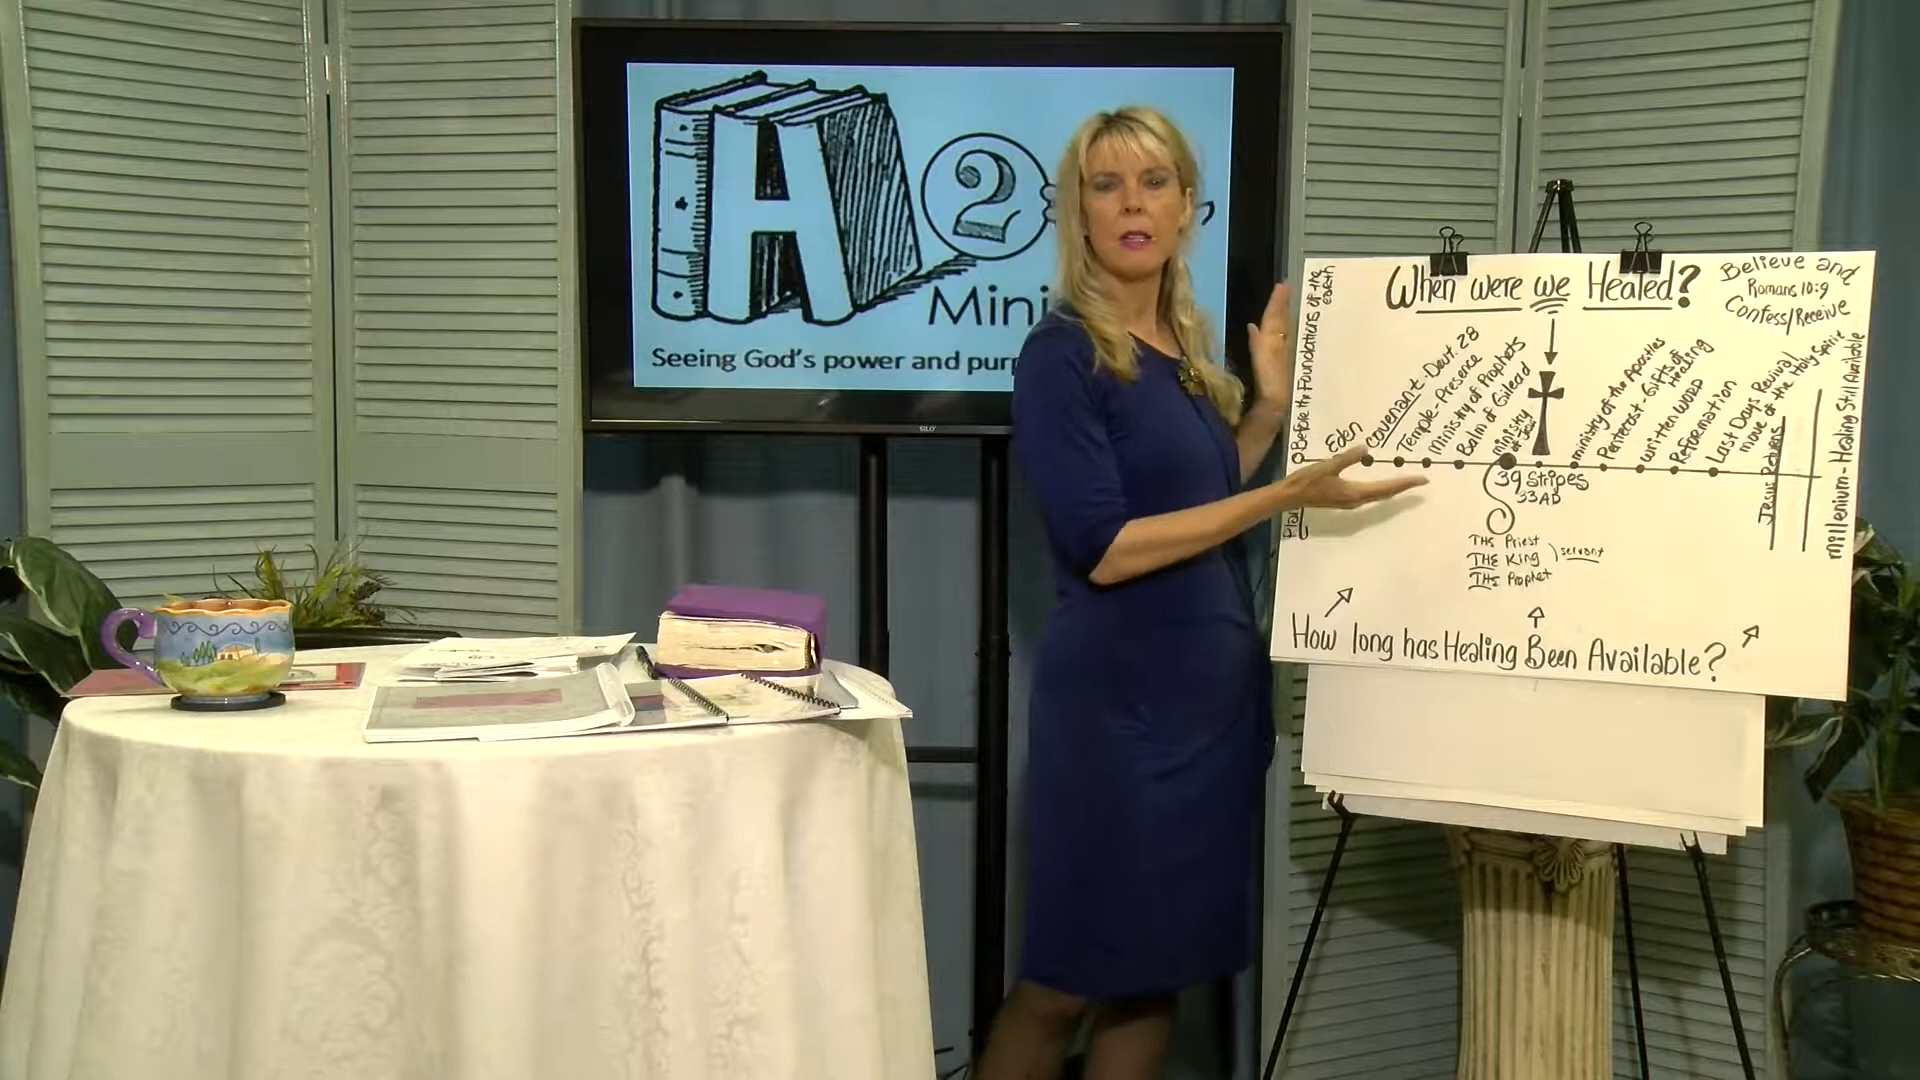 A 2
Mini
Seeing God's power and purp
SILO
When were we Healed?
Believe and
Romans 10:9
Confess/Receive
Before the Foundations of the
earth
Eden
Covenant-Deut. 28
Temple-Presence
Ministry of Prophets
Balm of Gilead
ministry
of Jesus
ministry of the apostles
Pentecost-Gifts of
Healing
written word
Reformation
Last Days Revival
move of the Holy Spirit
Jesus Returns
Millenium-Healing Still Available
39 Stripes
33AD
THE Priest
THE King
THE Prophet
servant
How long has Healing Been Available?